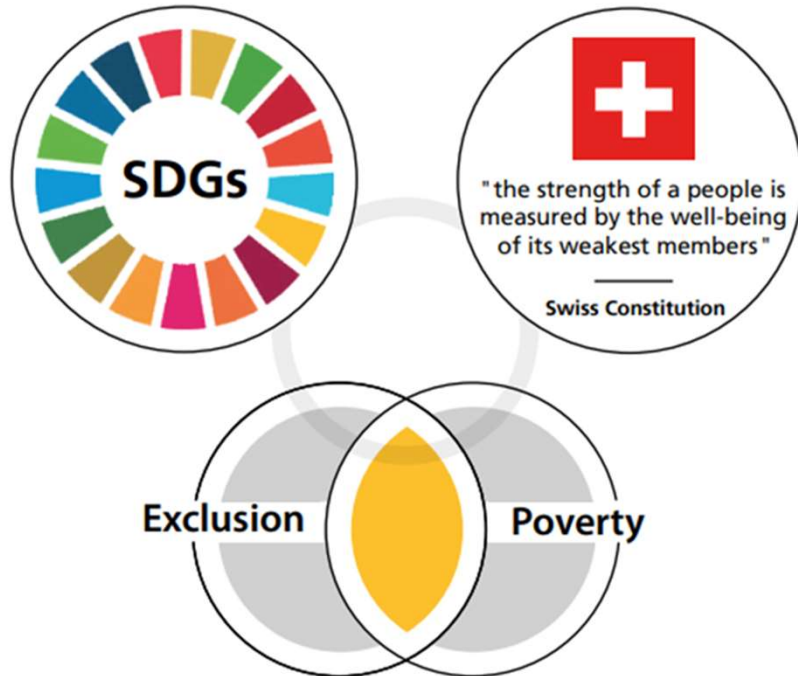 SDGs
"the strength of a people is
measured by the well-being
of its weakest members"
Swiss Constitution
Exclusion
Poverty